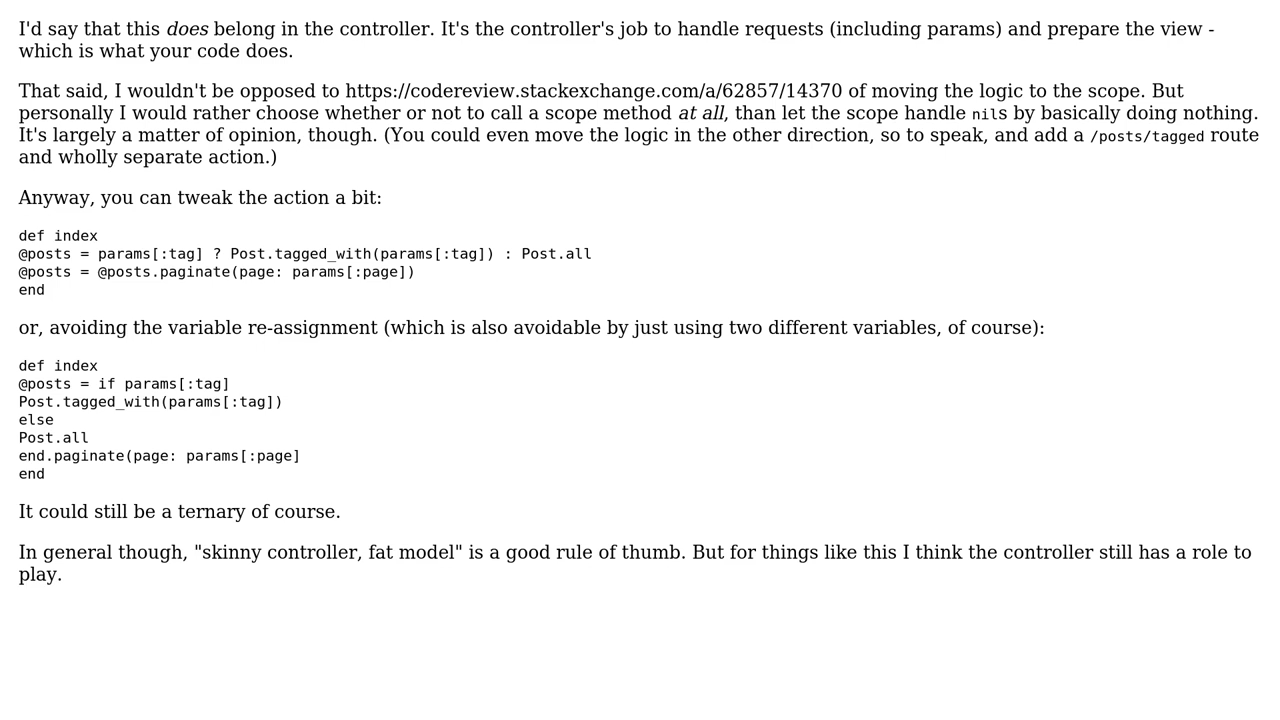 I'd say that this does belong in the controller. It's the controller's job to handle requests (including params) and prepare the view -
which is what your code does.
That said, I wouldn't be opposed to https://codereview.stackexchange.com/a/62857/14370 of moving the logic to the scope. But
personally I would rather choose whether or not to call a scope method at all, than let the scope handle nils by basically doing nothing.
It's largely a matter of opinion, though. (You could even move the logic in the other direction, so to speak, and add a /posts/tagged route
and wholly separate action.)
Anyway, you can tweak the action a bit:
def index
@posts = params[:tag] ? Post.tagged_with(params[:tag]) : Post.all
@posts = @posts.paginate(page: params[:page])
end
or, avoiding the variable re-assignment (which is also avoidable by just using two different variables, of course):
def index
@posts = if params[:tag]
Post.tagged_with(params[:tag])
else
Post.all
end.paginate(page: params[:page]
end
It could still be a ternary of course.
In general though, "skinny controller, fat model" is a good rule of thumb. But for things like this I think the controller still has a role to
play.